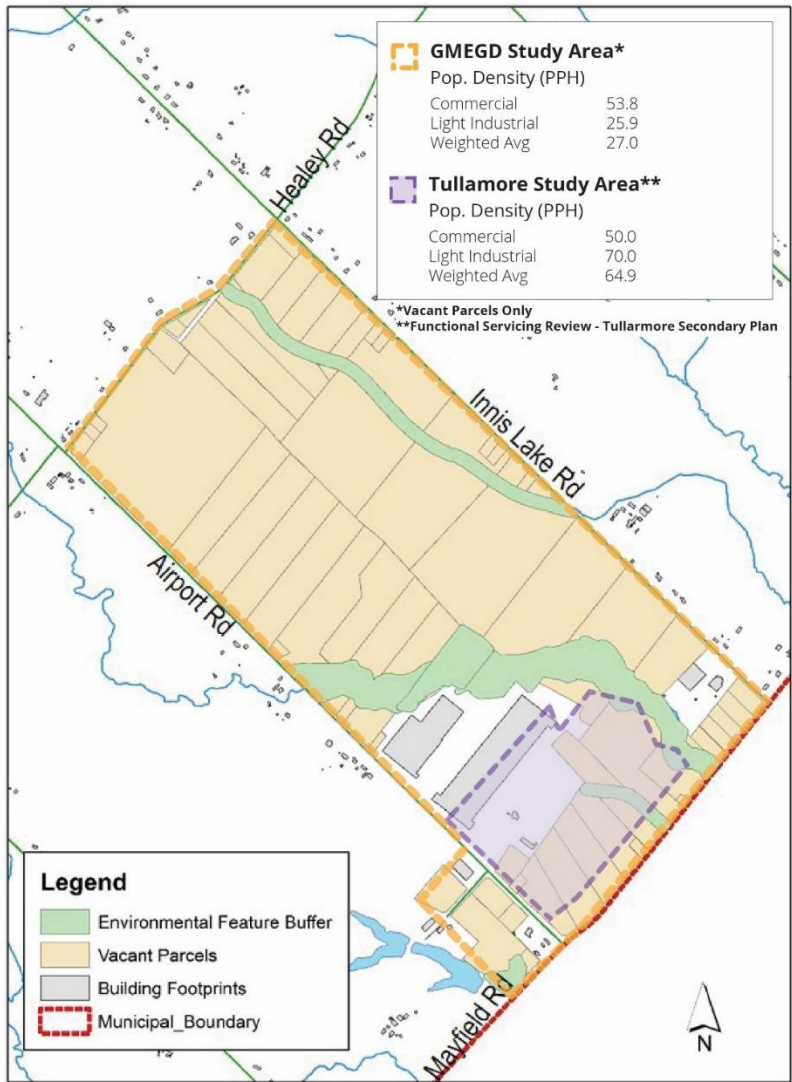 GMEGD Study Area*
Pop. Density (PPH)
Commercial 53.8
Light Industrial 25.9
Weighted Avg 27.0
Tullamore Study Area**
Pop. Density (PPH)
Commercial 50.0
Light Industrial 70.0
Weighted Avg 64.9
*Vacant Parcels Only
**Functional Servicing Review - Tullarmore Secondary Plan
Healey Rd
Innis Lake Rd
Airport Rd
Mayfield Rd
Legend
Environmental Feature Buffer
Vacant Parcels
Building Footprints
Municipal_Boundary
N